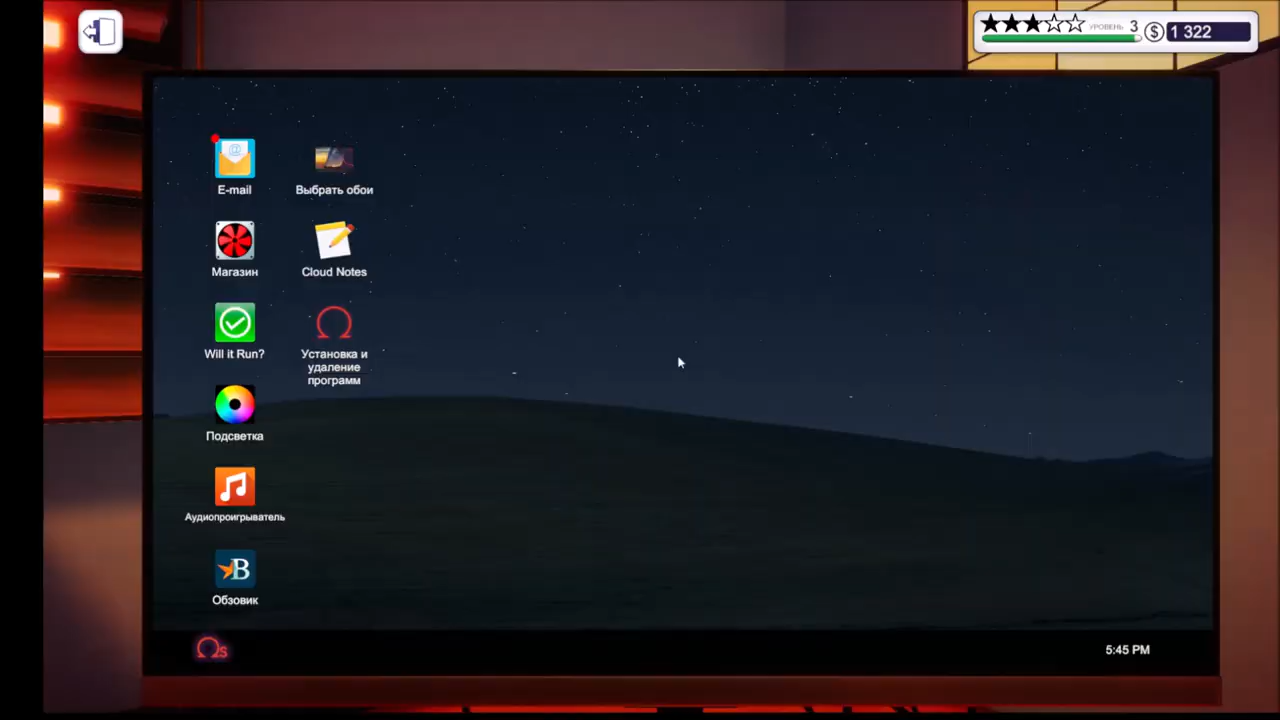 УРОВЕНЬ 3
$ 1 322
@
E-mail
Выбрать обои
Магазин
Cloud Notes
Will it Run?
Установка и
удаление
программ
Подсветка
Аудиопроигрыватель
B
Обзовик
Ωs
5:45 PM